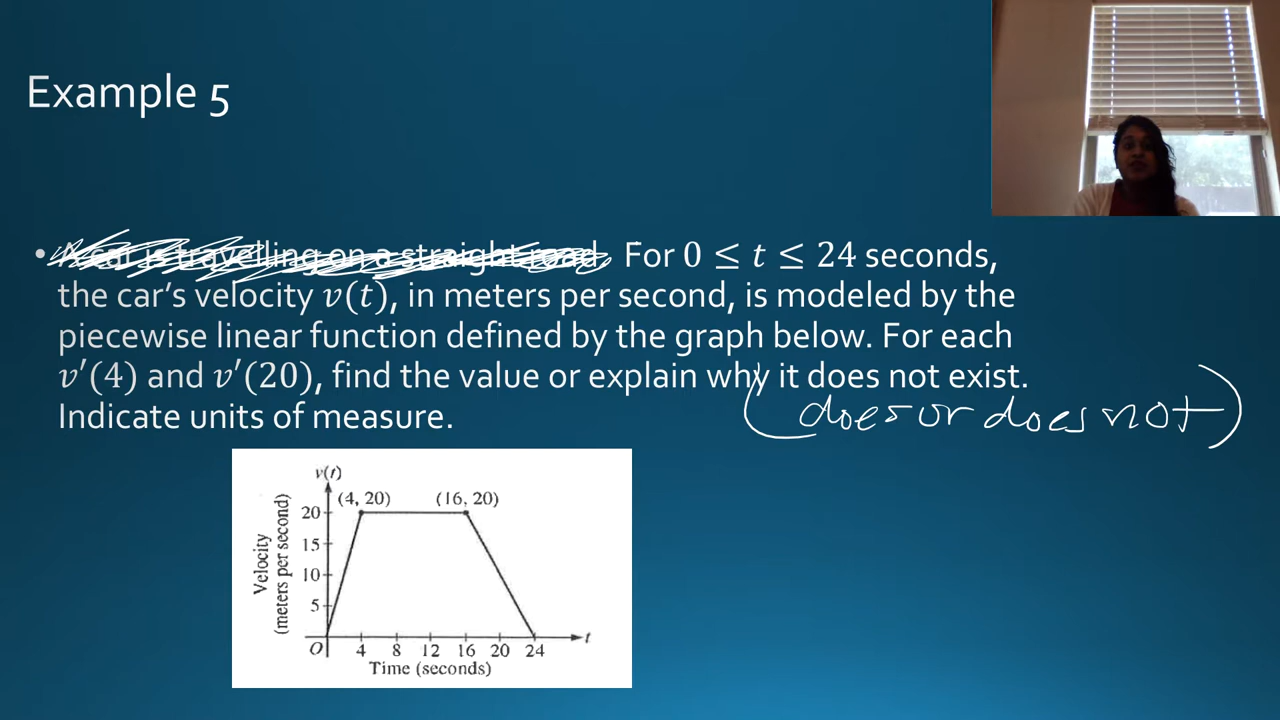 Example 5
• A car is travelling on a straight road. For 0 ≤ t ≤ 24 seconds,
the car's velocity v(t), in meters per second, is modeled by the
piecewise linear function defined by the graph below. For each
v′(4) and v′(20), find the value or explain why it does not exist.
Indicate units of measure.
(does or does not)
v(t)
(4, 20) (16, 20)
20
15
10
5
Velocity
(meters per second)
O 4 8 12 16 20 24 t
Time (seconds)